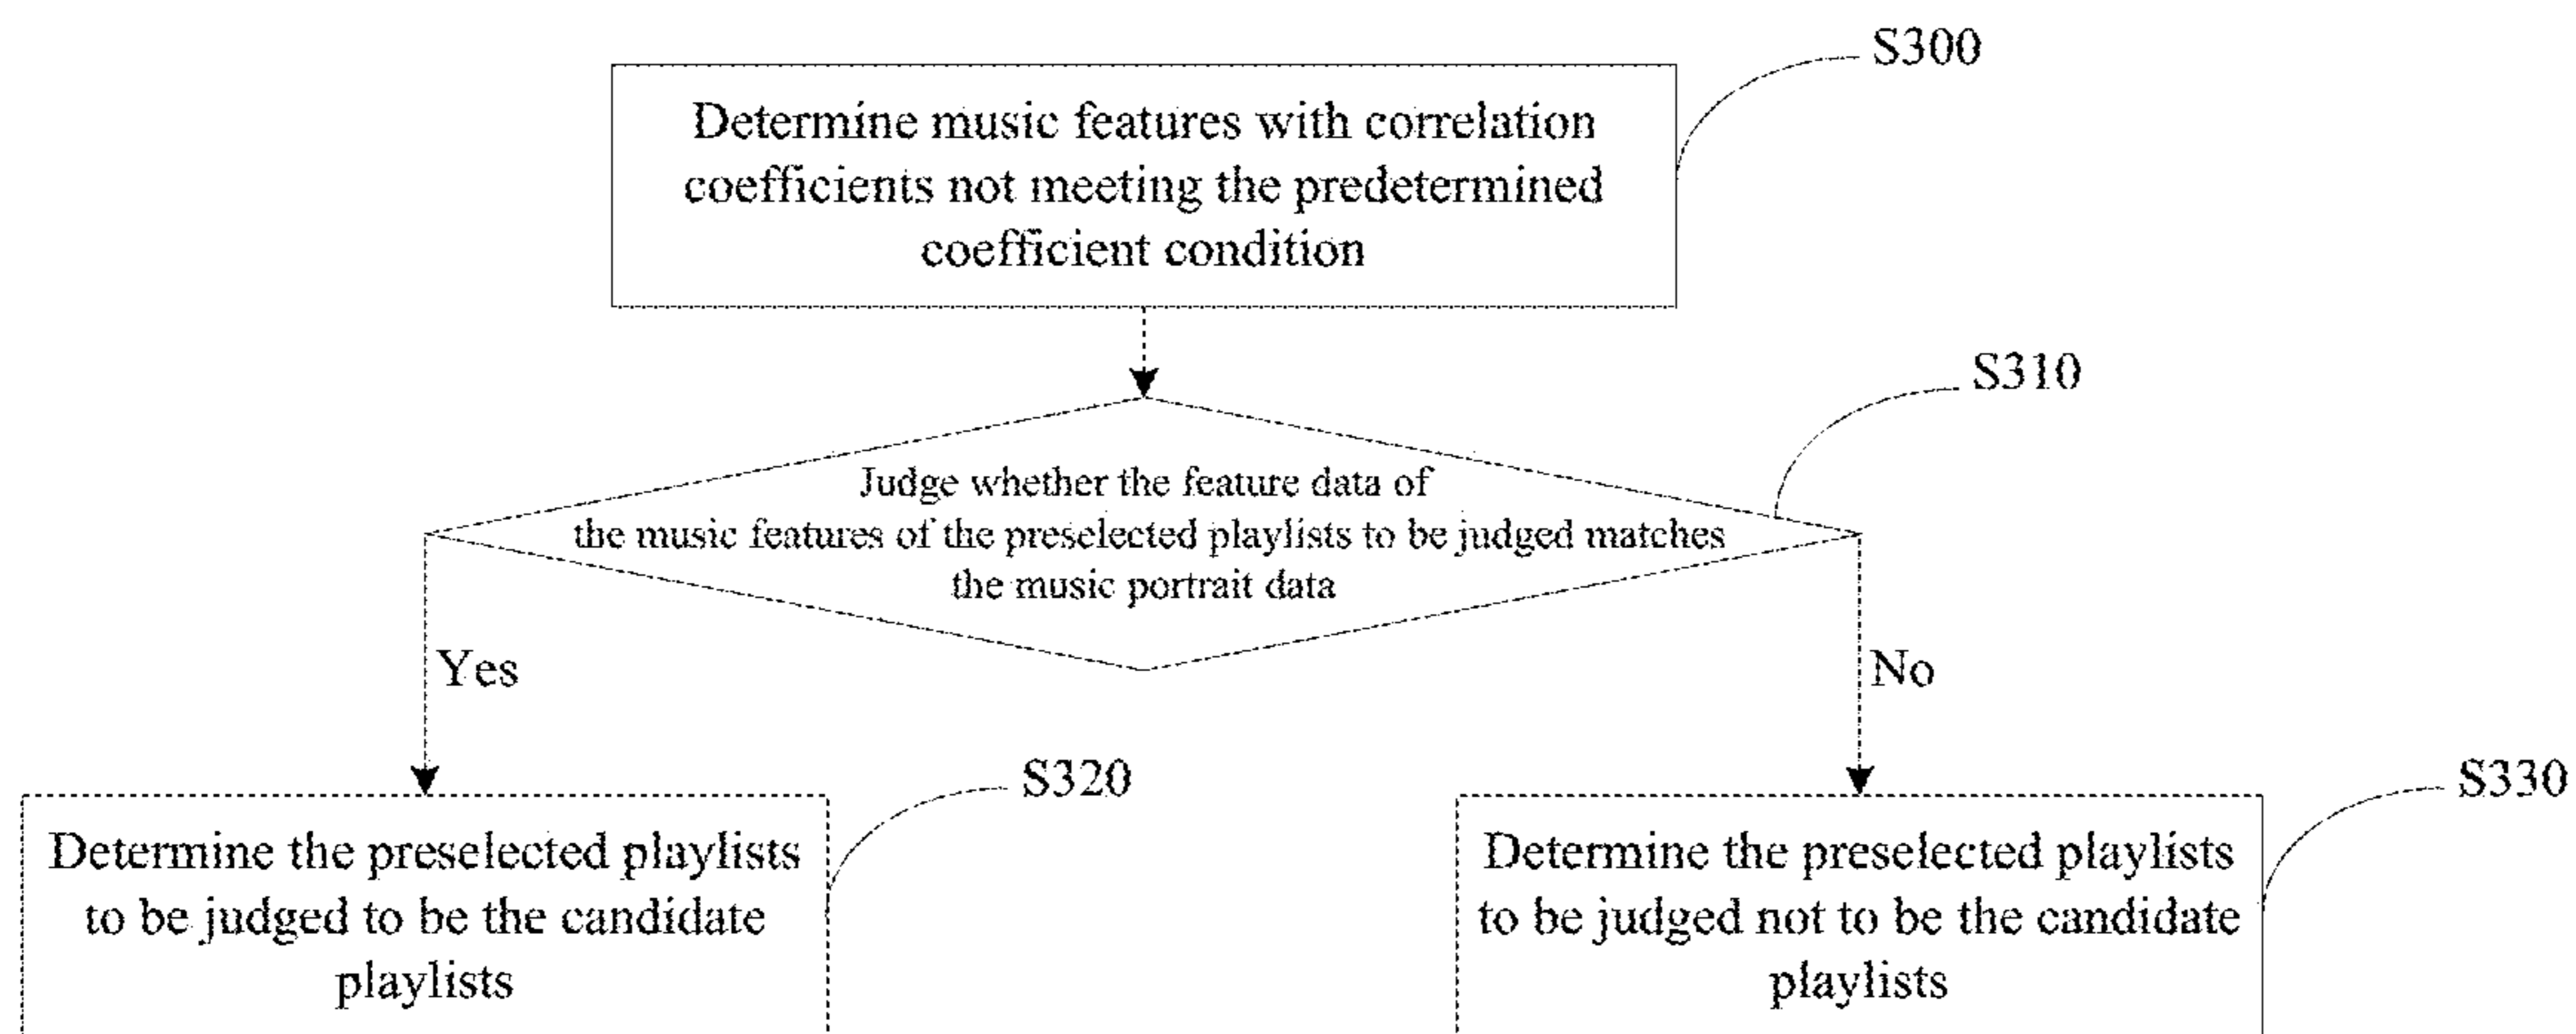 S300
Determine music features with correlation
coefficients not meeting the predetermined
coefficient condition
S310
Judge whether the feature data of
the music features of the preselected playlists to be judged matches
the music portrait data
Yes
No
S320
Determine the preselected playlists
to be judged to be the candidate
playlists
S330
Determine the preselected playlists
to be judged not to be the candidate
playlists